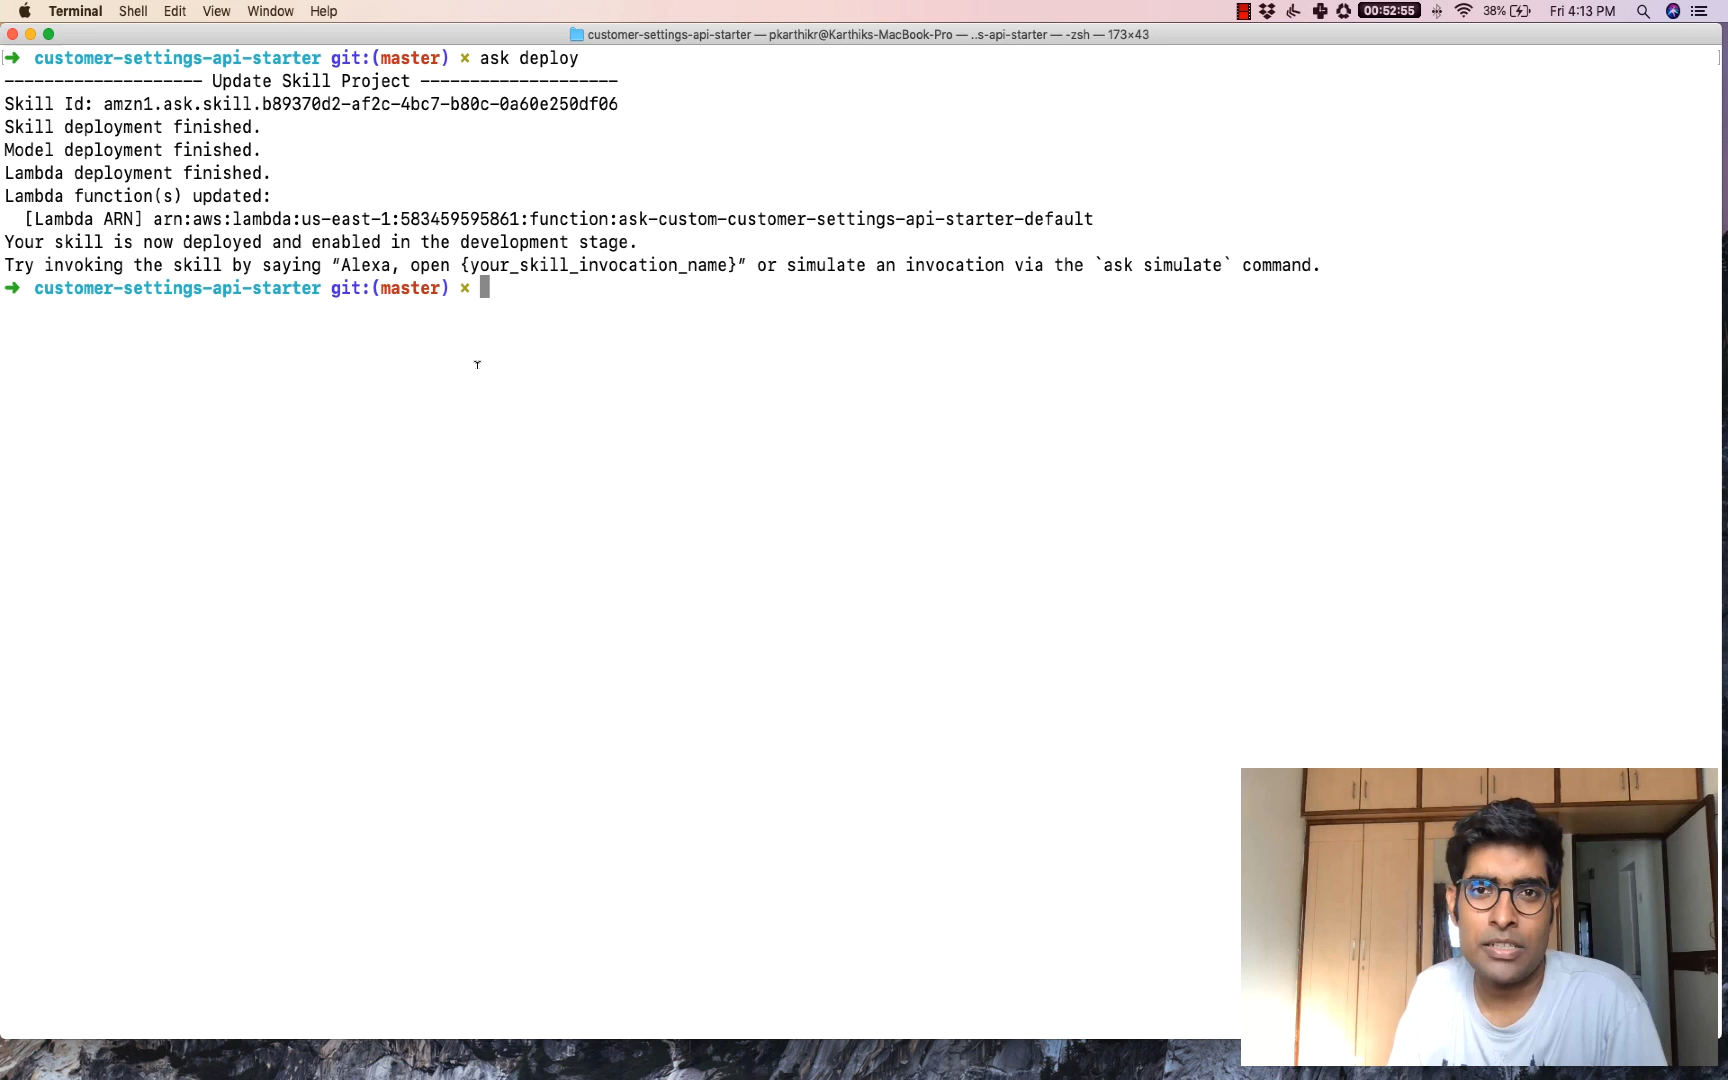 Terminal Shell Edit View Window Help 00:52:55 38% Fri 4:13 PM
customer-settings-api-starter — pkarthikr@Karthiks-MacBook-Pro — ..s-api-starter — -zsh — 173×43
➜ customer-settings-api-starter git:(master) × ask deploy
-------------------- Update Skill Project --------------------
Skill Id: amzn1.ask.skill.b89370d2-af2c-4bc7-b80c-0a60e250df06
Skill deployment finished.
Model deployment finished.
Lambda deployment finished.
Lambda function(s) updated:
[Lambda ARN] arn:aws:lambda:us-east-1:583459595861:function:ask-custom-customer-settings-api-starter-default
Your skill is now deployed and enabled in the development stage.
Try invoking the skill by saying “Alexa, open {your_skill_invocation_name}” or simulate an invocation via the `ask simulate` command.
➜ customer-settings-api-starter git:(master) ×